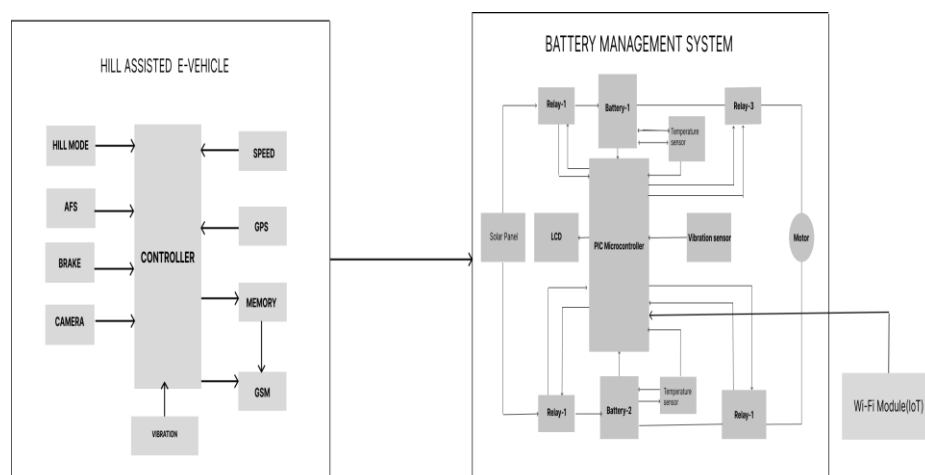 HILL ASSISTED E-VEHICLE
HILL MODE
AFS
BRAKE
CAMERA
CONTROLLER
SPEED
GPS
MEMORY
GSM
VIBRATION
BATTERY MANAGEMENT SYSTEM
Relay-1
Battery-1
Relay-3
Temperature
sensor
Solar Panel
LCD
PIC Microcontroller
Vibration sensor
Motor
Relay-1
Battery-2
Temperature
sensor
Relay-1
Wi-Fi Module(IoT)